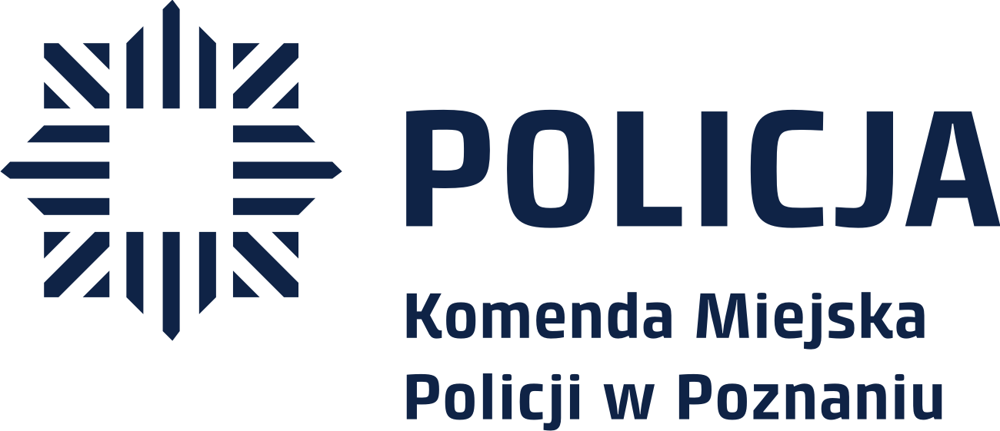 POLICJA
Komenda Miejska
Policji w Poznaniu